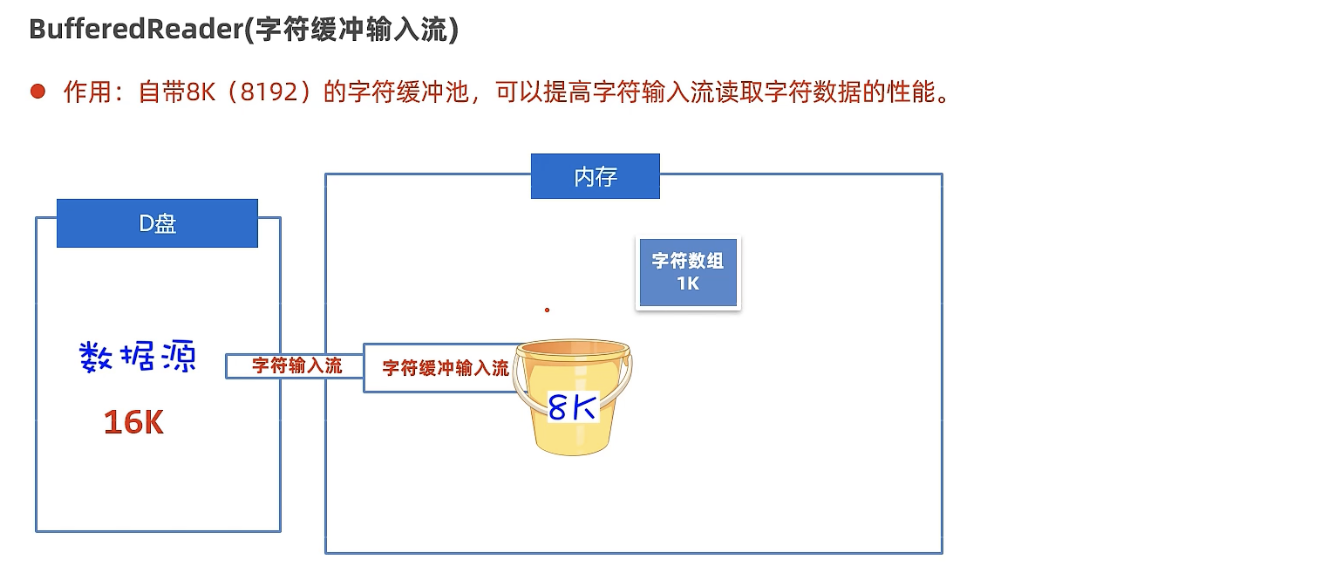 BufferedReader(字符缓冲输入流)
作用：自带8K（8192）的字符缓冲池，可以提高字符输入流读取字符数据的性能。
内存
D盘
字符数组
1K
数据源
字符输入流
字符缓冲输入流
8K
16K